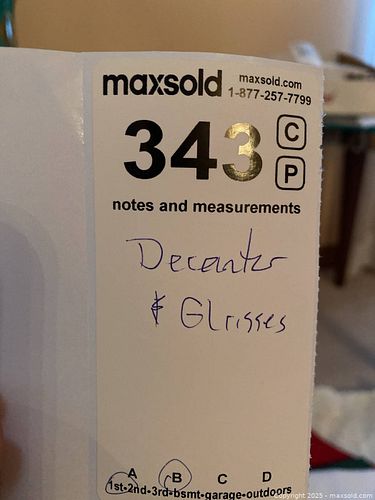 maxsold
maxsold.com
1-877-257-7799
343
C
P
notes and measurements
Decanter
& Glasses
A B C D
1st-2nd-3rd-bsmt-garage-outdoors
copyright 2025 - maxsold.com